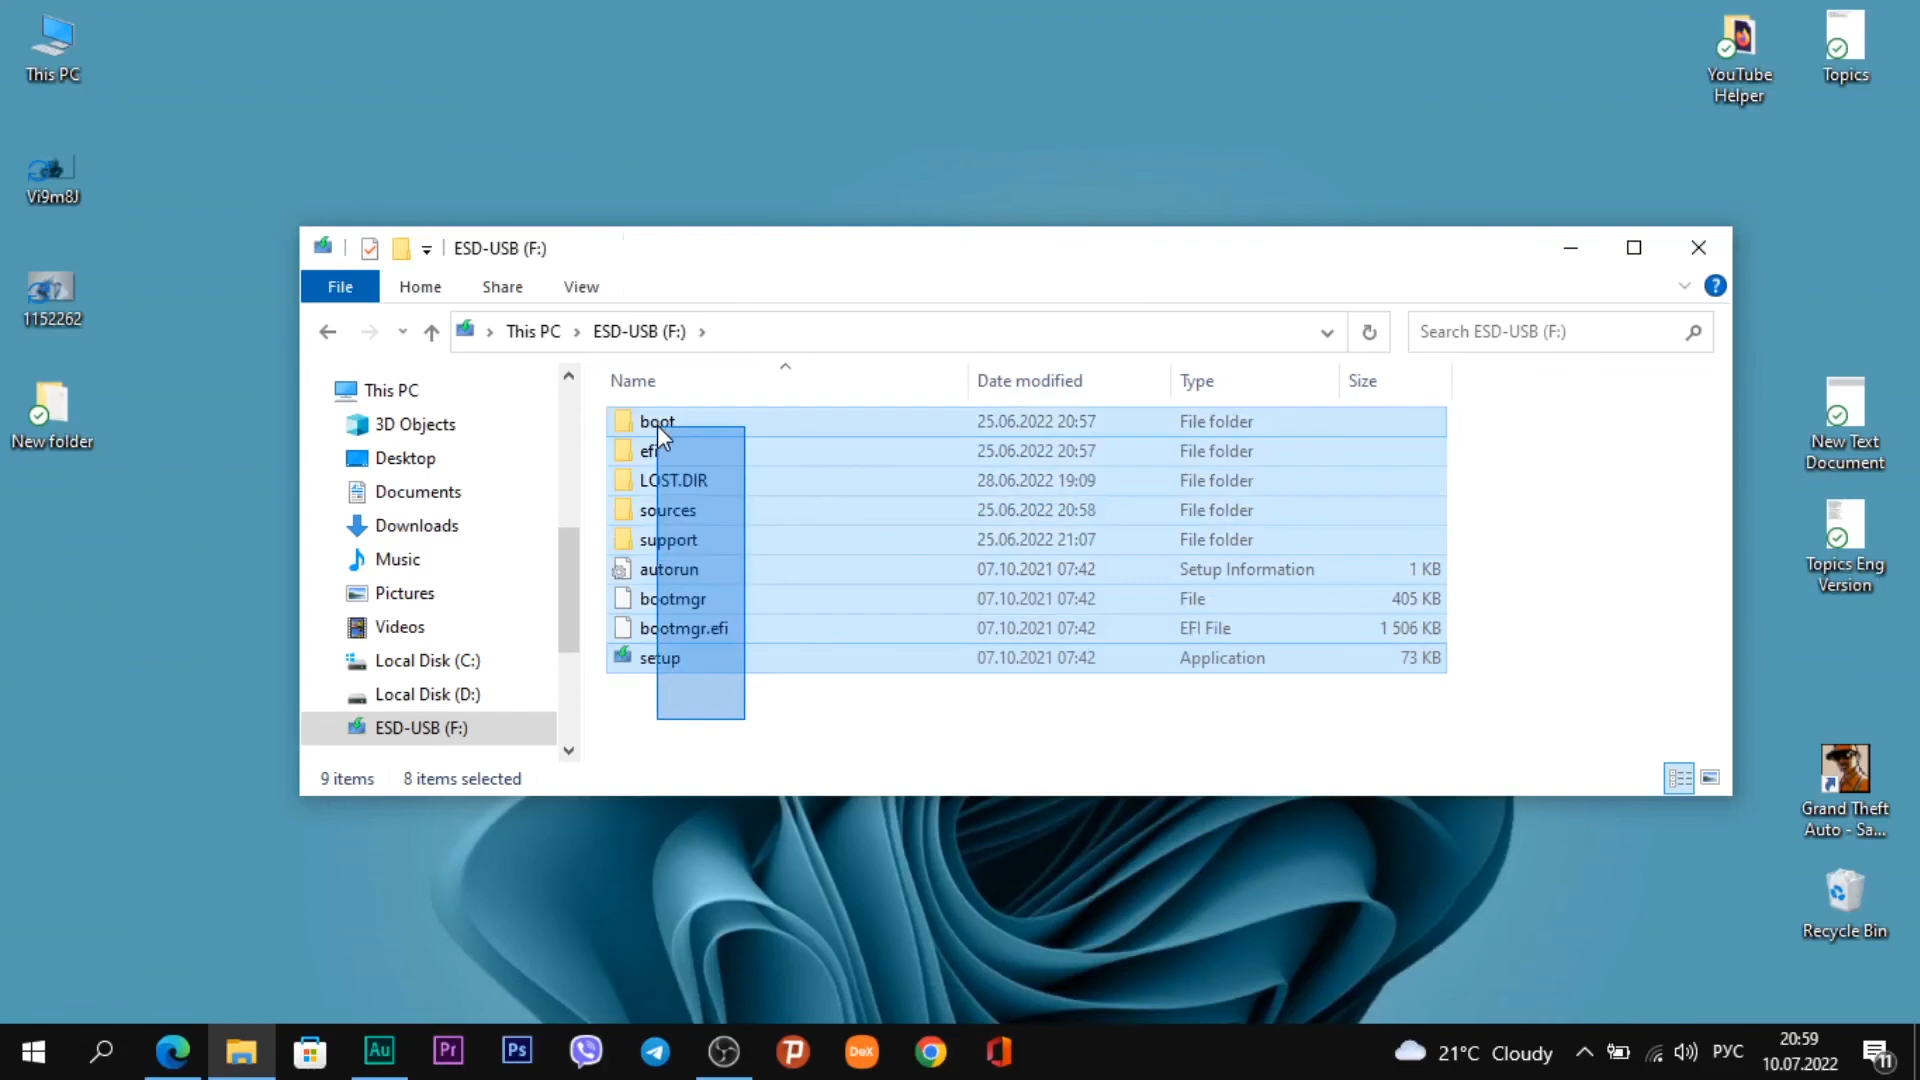 This PC
Vi9m8J
1152262
New folder
YouTube
Helper
Topics
ESD-USB (F:)
File
Home
Share
View
?
This PC
ESD-USB (F:)
Search ESD-USB (F:)
This PC
3D Objects
Desktop
Documents
Downloads
Music
Pictures
Videos
Local Disk (C:)
Local Disk (D:)
ESD-USB (F:)
Name Date modified Type Size
boot 25.06.2022 20:57 File folder
efi 25.06.2022 20:57 File folder
LOST.DIR 28.06.2022 19:09 File folder
sources 25.06.2022 20:58 File folder
support 25.06.2022 21:07 File folder
autorun 07.10.2021 07:42 Setup Information 1 KB
bootmgr 07.10.2021 07:42 File 405 KB
bootmgr.efi 07.10.2021 07:42 EFI File 1 506 KB
setup 07.10.2021 07:42 Application 73 KB
9 items 8 items selected
New Text
Document
Topics Eng
Version
Grand Theft
Auto - Sa...
Recycle Bin
Au
Pr
Ps
DeX
21°C Cloudy
РУС
20:59
10.07.2022
11